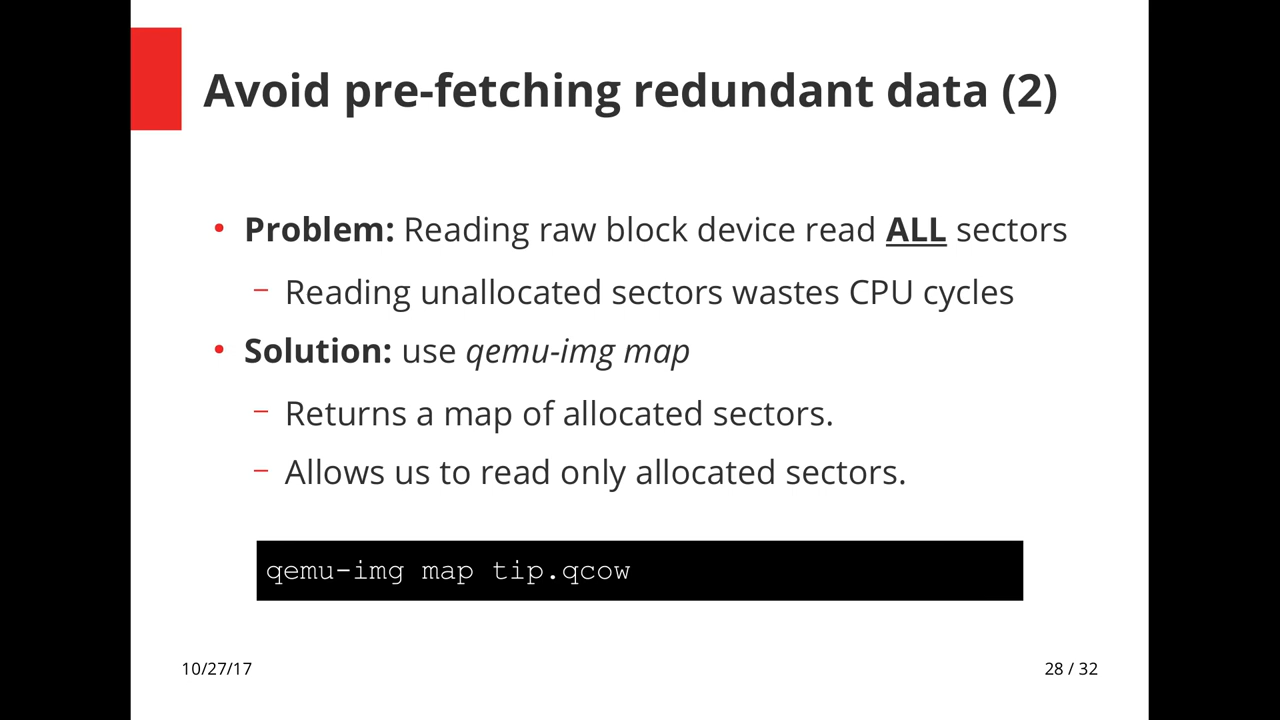 Avoid pre-fetching redundant data (2)
• Problem: Reading raw block device read ALL sectors
– Reading unallocated sectors wastes CPU cycles
• Solution: use qemu-img map
– Returns a map of allocated sectors.
– Allows us to read only allocated sectors.
qemu-img map tip.qcow
10/27/17
28 / 32